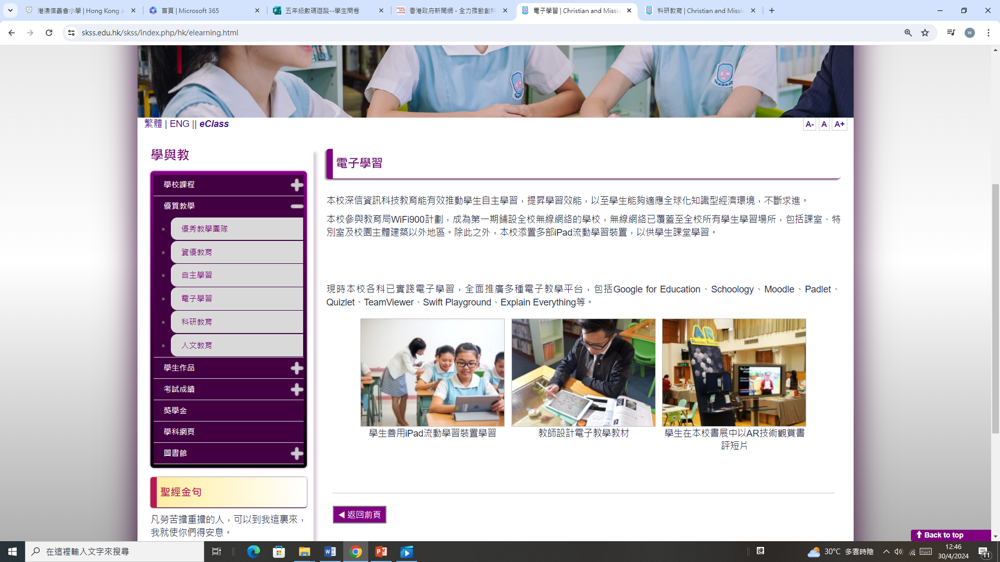 港澳信義會小學 | Hong Kong a
首頁 | Microsoft 365
五年級數碼遊蹤--學生問卷
香港政府新聞網 - 全力推動創科
電子學習 | Christian and Missio
科研教育 | Christian and Missio
skss.edu.hk/skss/index.php/hk/elearning.html
W
繁體 | ENG || eClass
A- A A+
學與教
學校課程
優質教學
優秀教學團隊
資優教育
自主學習
電子學習
科研教育
人文教育
學生作品
考試成績
獎學金
學科網頁
圖書館
聖經金句
凡勞苦擔重擔的人，可以到我這裏來，
我就使你們得安息。
電子學習
本校深信資訊科技教育能有效推動學生自主學習，提昇學習效能，以至學生能夠適應全球化知識型經濟環境，不斷求進。
本校參與教育局WiFi900計劃，成為第一期鋪設全校無線網絡的學校，無線網絡已覆蓋至全校所有學生學習場所，包括課室、特
別室及校園主體建築以外地區。除此之外，本校添置多部iPad流動學習裝置，以供學生課堂學習。
現時本校各科已實踐電子學習，全面推廣多種電子教學平台，包括Google for Education、Schoology、Moodle、Padlet、
Quizlet、TeamViewer、Swift Playground、Explain Everything等。
AR
READING STATION
學生善用iPad流動學習裝置學習
教師設計電子教學教材
學生在本校書展中以AR技術觀賞書
評短片
返回前頁
Back to top
在這裡輸入文字來搜尋
速
30°C 多雲時陰
12:46
30/4/2024
11